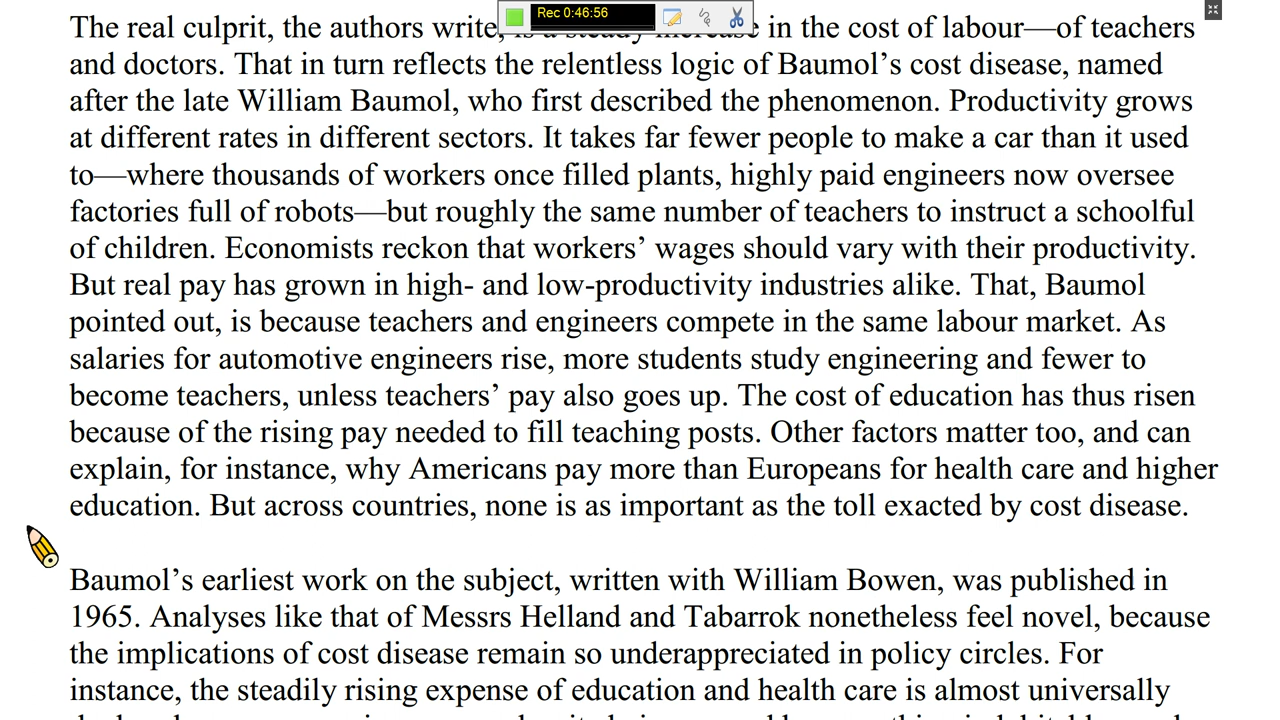 Rec 0:46:56
The real culprit, the authors write, is a steady increase in the cost of labour—of teachers
and doctors. That in turn reflects the relentless logic of Baumol’s cost disease, named
after the late William Baumol, who first described the phenomenon. Productivity grows
at different rates in different sectors. It takes far fewer people to make a car than it used
to—where thousands of workers once filled plants, highly paid engineers now oversee
factories full of robots—but roughly the same number of teachers to instruct a schoolful
of children. Economists reckon that workers’ wages should vary with their productivity.
But real pay has grown in high- and low-productivity industries alike. That, Baumol
pointed out, is because teachers and engineers compete in the same labour market. As
salaries for automotive engineers rise, more students study engineering and fewer to
become teachers, unless teachers’ pay also goes up. The cost of education has thus risen
because of the rising pay needed to fill teaching posts. Other factors matter too, and can
explain, for instance, why Americans pay more than Europeans for health care and higher
education. But across countries, none is as important as the toll exacted by cost disease.
Baumol’s earliest work on the subject, written with William Bowen, was published in
1965. Analyses like that of Messrs Helland and Tabarrok nonetheless feel novel, because
the implications of cost disease remain so underappreciated in policy circles. For
instance, the steadily rising expense of education and health care is almost universally